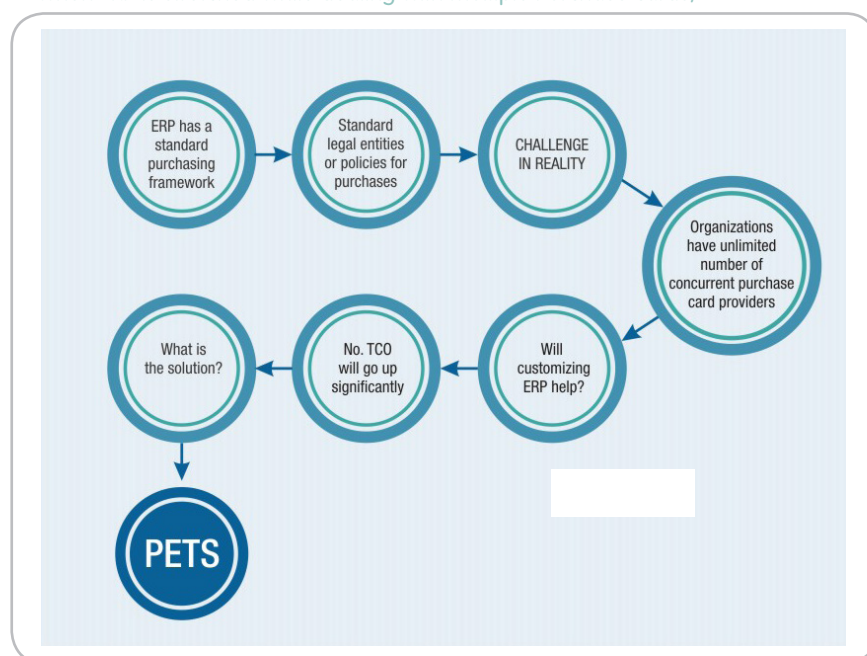 ERP has a
standard
purchasing
framework
Standard
legal entities
or policies for
purchases
CHALLENGE
IN REALITY
Organizations
have unlimited
number of
concurrent purchase
card providers
Will
customizing
ERP help?
No. TCO
will go up
significantly
What is
the solution?
PETS